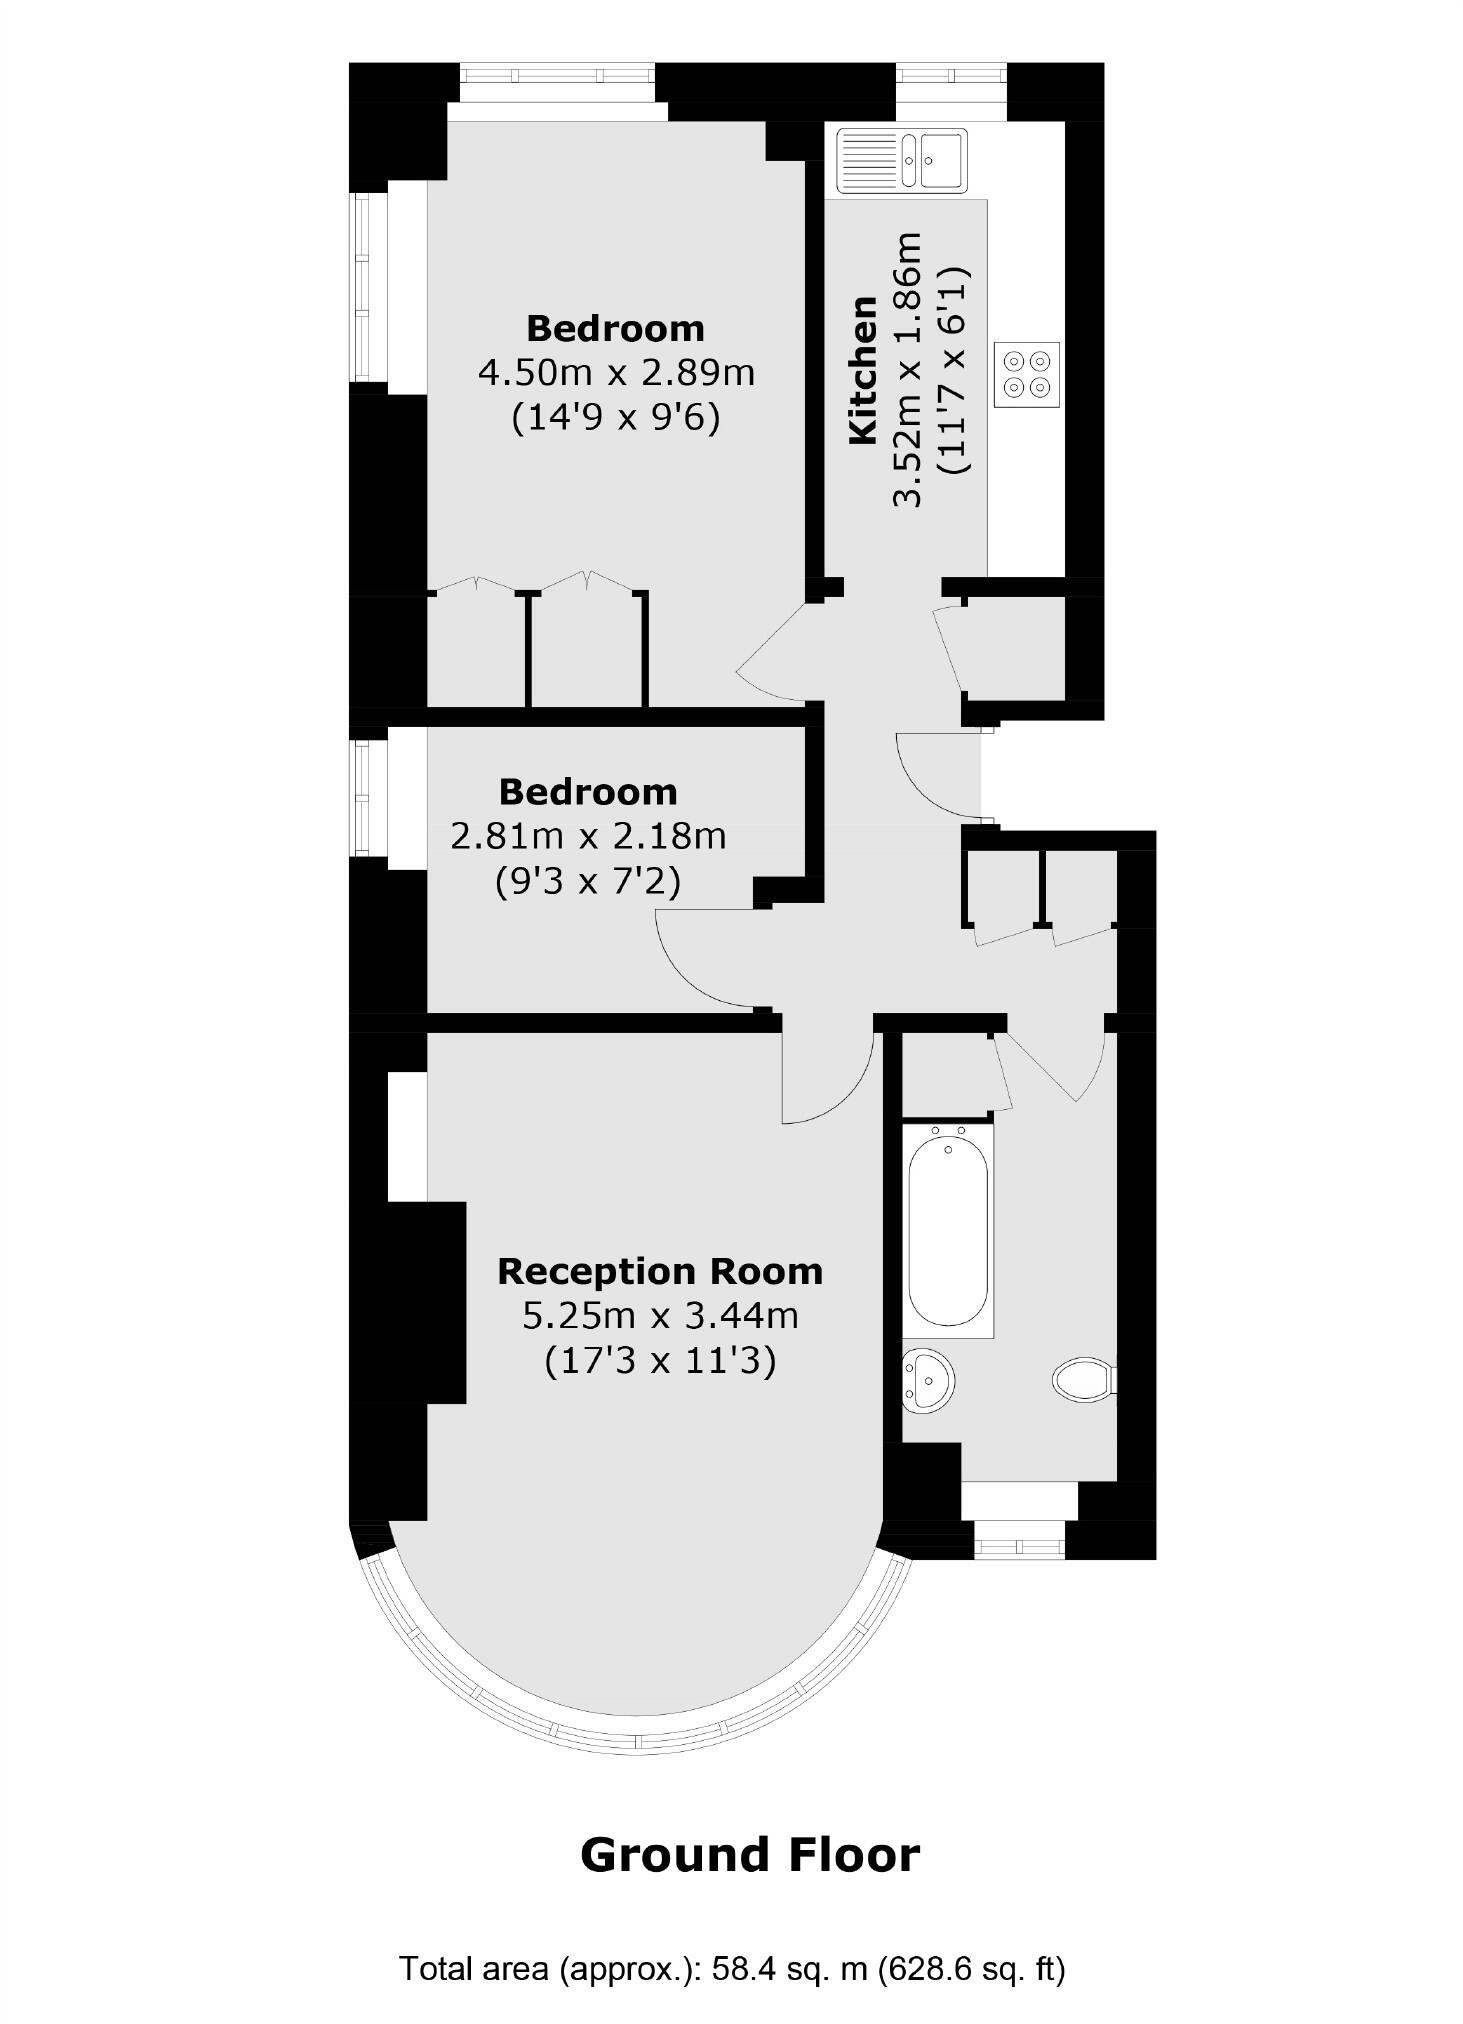 Bedroom
4.50m x 2.89m
(14'9 x 9'6)
Kitchen
3.52m x 1.86m
(11'7 x 6'1)
Bedroom
2.81m x 2.18m
(9'3 x 7'2)
Reception Room
5.25m x 3.44m
(17'3 x 11'3)
Ground Floor
Total area (approx.): 58.4 sq. m (628.6 sq. ft)